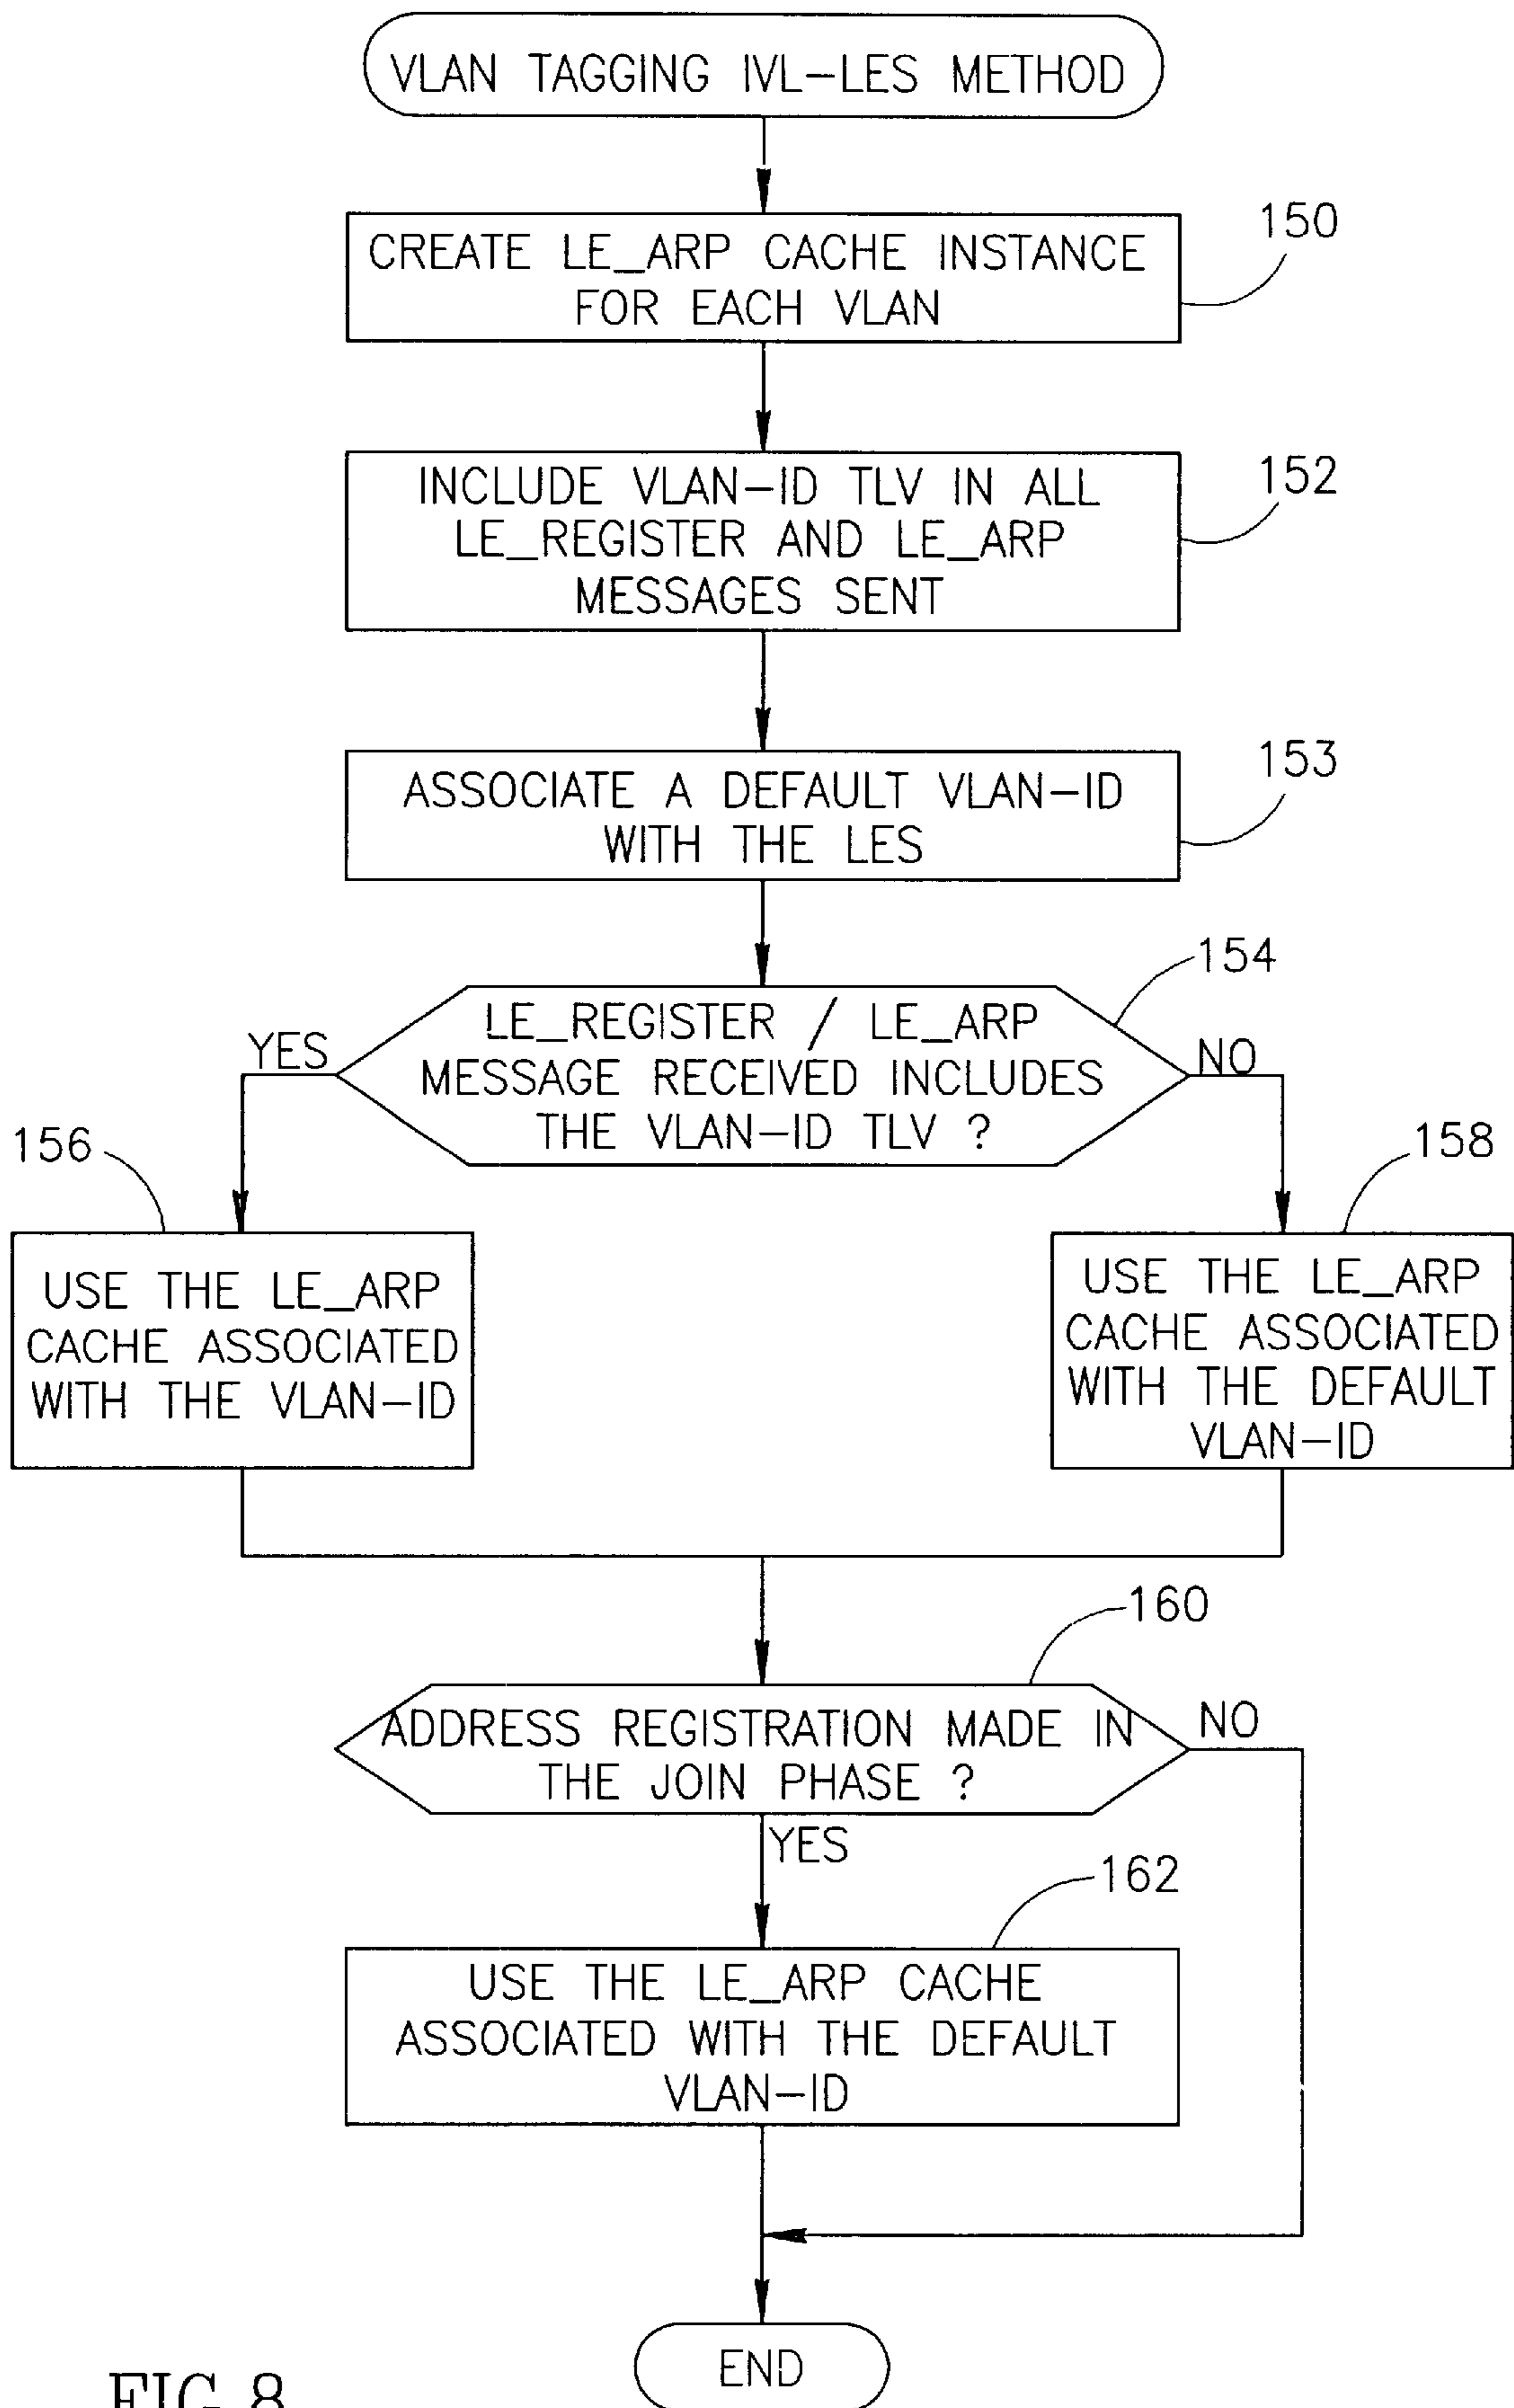 VLAN TAGGING IVL-LES METHOD
150
CREATE LE_ARP CACHE INSTANCE
FOR EACH VLAN
152
INCLUDE VLAN-ID TLV IN ALL
LE_REGISTER AND LE_ARP
MESSAGES SENT
153
ASSOCIATE A DEFAULT VLAN-ID
WITH THE LES
154
LE_REGISTER / LE_ARP
MESSAGE RECEIVED INCLUDES
THE VLAN-ID TLV ?
YES
NO
156
158
USE THE LE_ARP
CACHE ASSOCIATED
WITH THE VLAN-ID
USE THE LE_ARP
CACHE ASSOCIATED
WITH THE DEFAULT
VLAN-ID
160
ADDRESS REGISTRATION MADE IN
THE JOIN PHASE ?
NO
YES
162
USE THE LE_ARP CACHE
ASSOCIATED WITH THE DEFAULT
VLAN-ID
END
FIG.8